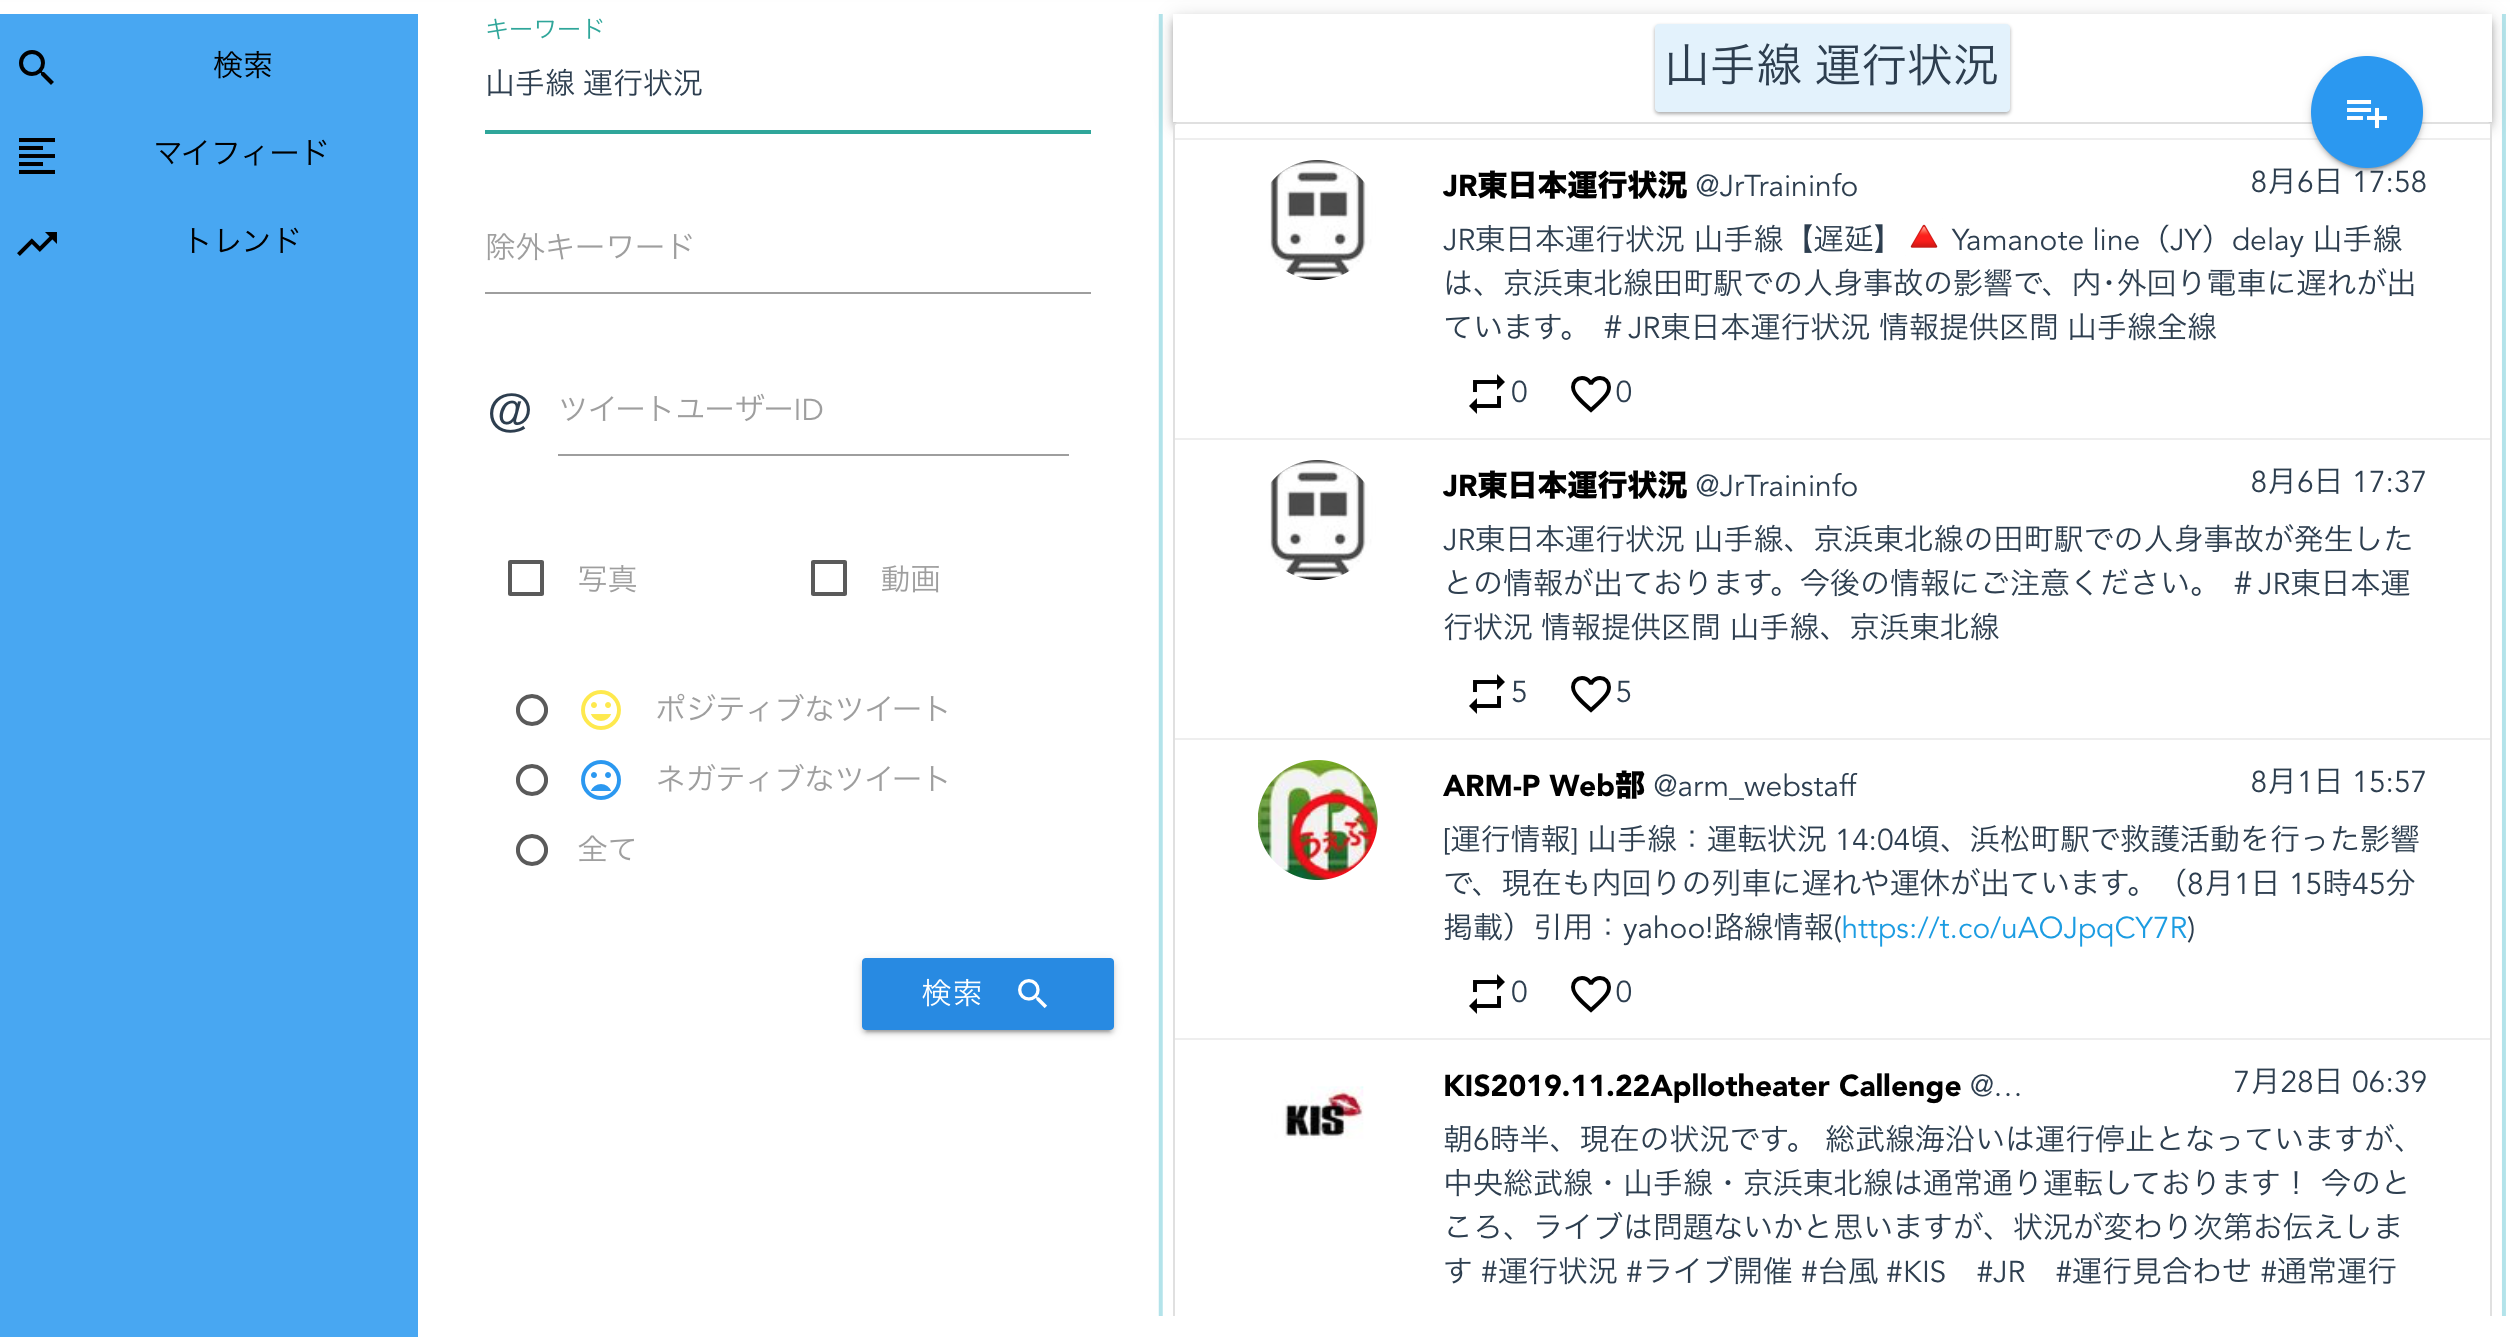 検索
マイフィード
トレンド
キーワード
山手線 運行状況
除外キーワード
@ ツイートユーザーID
写真
動画
ポジティブなツイート
ネガティブなツイート
全て
検索
山手線 運行状況
JR東日本運行状況 @JrTraininfo 8月6日 17:58
JR東日本運行状況 山手線【遅延】🔺 Yamanote line（JY）delay 山手線
は、京浜東北線田町駅での人身事故の影響で、内･外回り電車に遅れが出
ています。 ＃JR東日本運行状況 情報提供区間 山手線全線
0 0
JR東日本運行状況 @JrTraininfo 8月6日 17:37
JR東日本運行状況 山手線、京浜東北線の田町駅での人身事故が発生した
との情報が出ております。今後の情報にご注意ください。 ＃JR東日本運
行状況 情報提供区間 山手線、京浜東北線
5 5
うぇぶ
ARM-P Web部 @arm_webstaff 8月1日 15:57
[運行情報] 山手線：運転状況 14:04頃、浜松町駅で救護活動を行った影響
で、現在も内回りの列車に遅れや運休が出ています。（8月1日 15時45分
掲載）引用：yahoo!路線情報(https://t.co/uAOJpqCY7R)
0 0
KIS
KIS2019.11.22Apllotheater Callenge @… 7月28日 06:39
朝6時半、現在の状況です。 総武線海沿いは運行停止となっていますが、
中央総武線・山手線・京浜東北線は通常通り運転しております！ 今のと
ころ、ライブは問題ないかと思いますが、状況が変わり次第お伝えしま
す #運行状況 #ライブ開催 #台風 #KIS　#JR　#運行見合わせ #通常運行